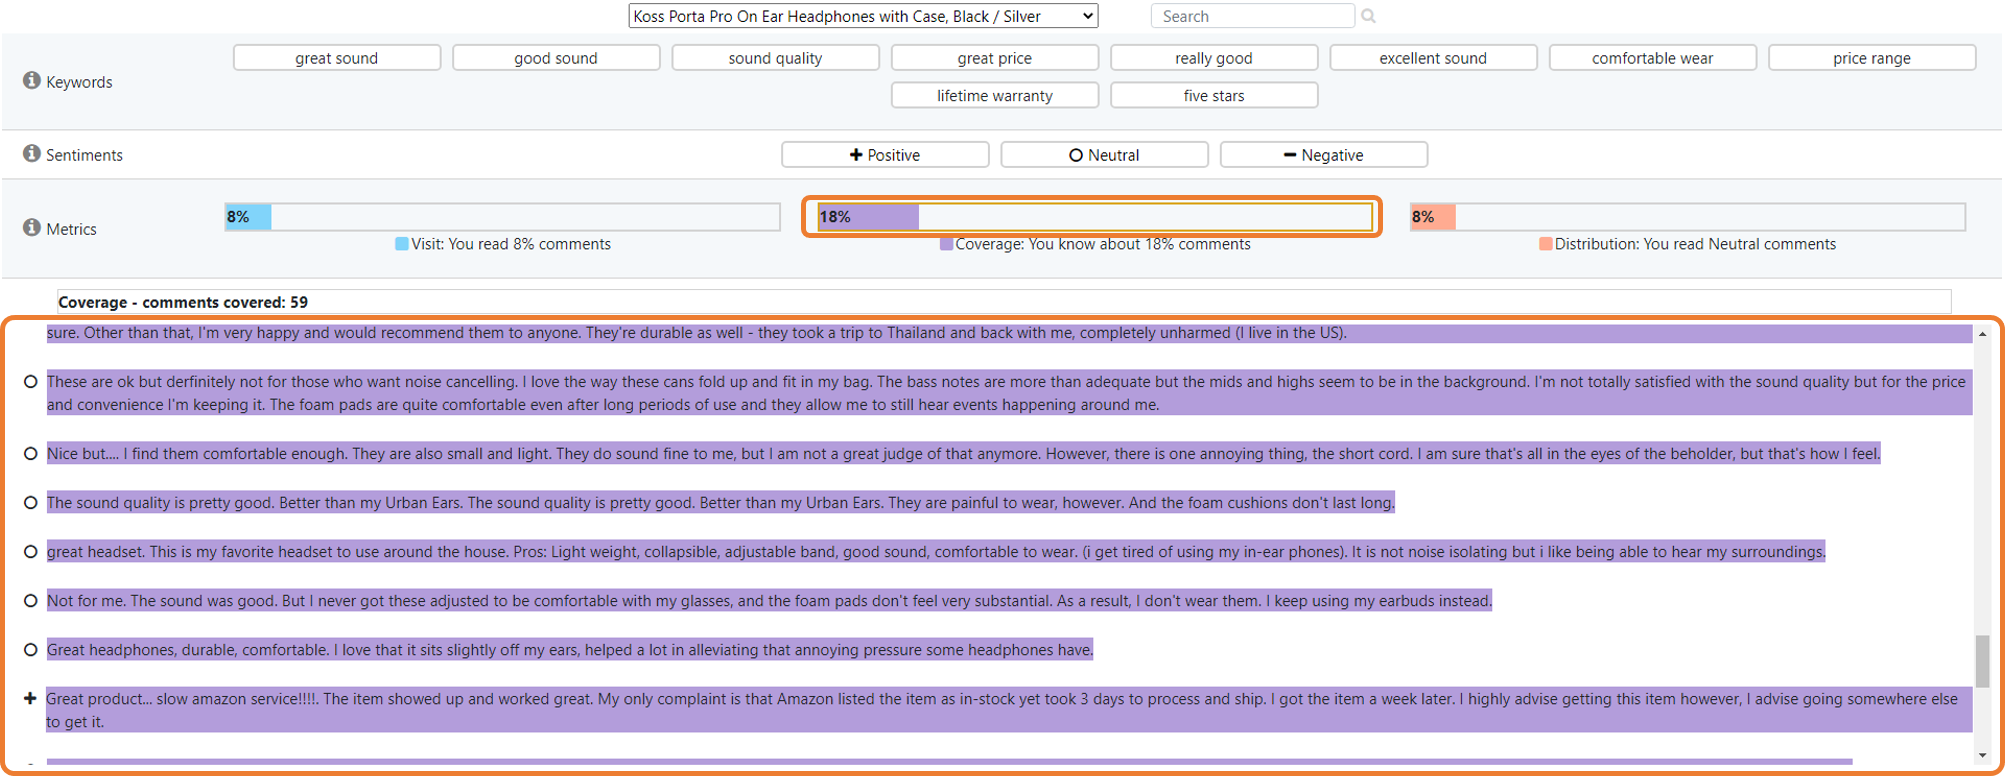 Koss Porta Pro On Ear Headphones with Case, Black / Silver
Search
Keywords
great sound
good sound
sound quality
great price
really good
excellent sound
comfortable wear
price range
lifetime warranty
five stars
Sentiments
Positive
Neutral
Negative
Metrics
8%
18%
8%
Visit: You read 8% comments
Coverage: You know about 18% comments
Distribution: You read Neutral comments
Coverage - comments covered: 59
sure. Other than that, I'm very happy and would recommend them to anyone. They're durable as well - they took a trip to Thailand and back with me, completely unharmed (I live in the US).
These are ok but derfinitely not for those who want noise cancelling. I love the way these cans fold up and fit in my bag. The bass notes are more than adequate but the mids and highs seem to be in the background. I'm not totally satisfied with the sound quality but for the price
and convenience I'm keeping it. The foam pads are quite comfortable even after long periods of use and they allow me to still hear events happening around me.
Nice but.... I find them comfortable enough. They are also small and light. They do sound fine to me, but I am not a great judge of that anymore. However, there is one annoying thing, the short cord. I am sure that's all in the eyes of the beholder, but that's how I feel.
The sound quality is pretty good. Better than my Urban Ears. The sound quality is pretty good. Better than my Urban Ears. They are painful to wear, however. And the foam cushions don't last long.
great headset. This is my favorite headset to use around the house. Pros: Light weight, collapsible, adjustable band, good sound, comfortable to wear. (i get tired of using my in-ear phones). It is not noise isolating but i like being able to hear my surroundings.
Not for me. The sound was good. But I never got these adjusted to be comfortable with my glasses, and the foam pads don't feel very substantial. As a result, I don't wear them. I keep using my earbuds instead.
Great headphones, durable, comfortable. I love that it sits slightly off my ears, helped a lot in alleviating that annoying pressure some headphones have.
Great product... slow amazon service!!!!. The item showed up and worked great. My only complaint is that Amazon listed the item as in-stock yet took 3 days to process and ship. I got the item a week later. I highly advise getting this item however, I advise going somewhere else
to get it.